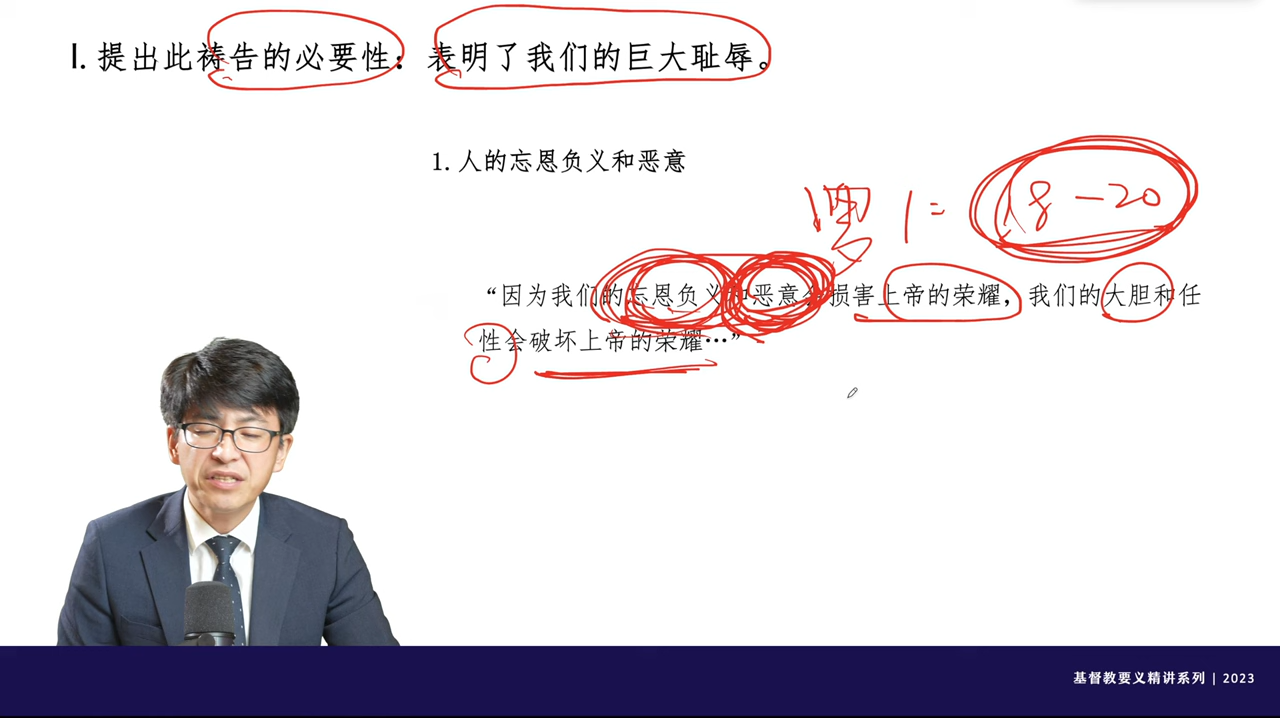 I. 提出此祷告的必要性：表明了我们的巨大耻辱。
1. 人的忘恩负义和恶意
罗 1: 18-20
“因为我们的忘恩负义和恶意会损害上帝的荣耀，我们的大胆和任
性会破坏上帝的荣耀…”
基督教要义精讲系列 | 2023